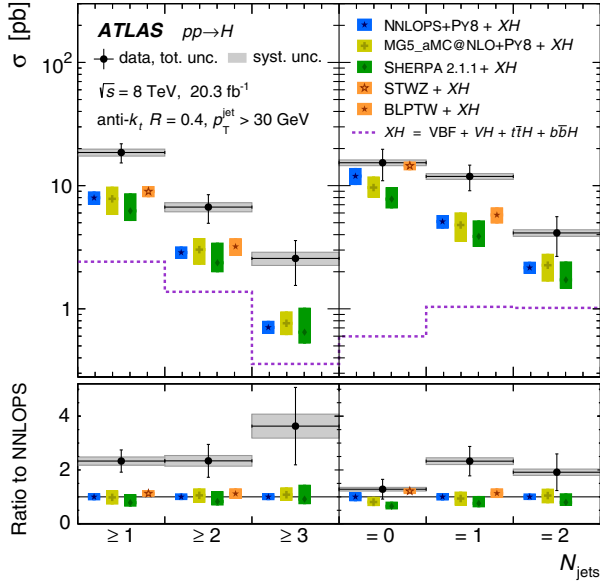 σ [pb]
ATLAS pp→H
data, tot. unc. syst. unc.
√s = 8 TeV, 20.3 fb⁻¹
anti-kₜ R = 0.4, p_T^jet > 30 GeV
NNLOPS+PY8 + XH
MG5_aMC@NLO+PY8 + XH
SHERPA 2.1.1 + XH
STWZ + XH
BLPTW + XH
XH = VBF + VH + tt̄H + bb̄H
10²
10
1
Ratio to NNLOPS
4
2
0
≥ 1 ≥ 2 ≥ 3 = 0 = 1 = 2
N_jets